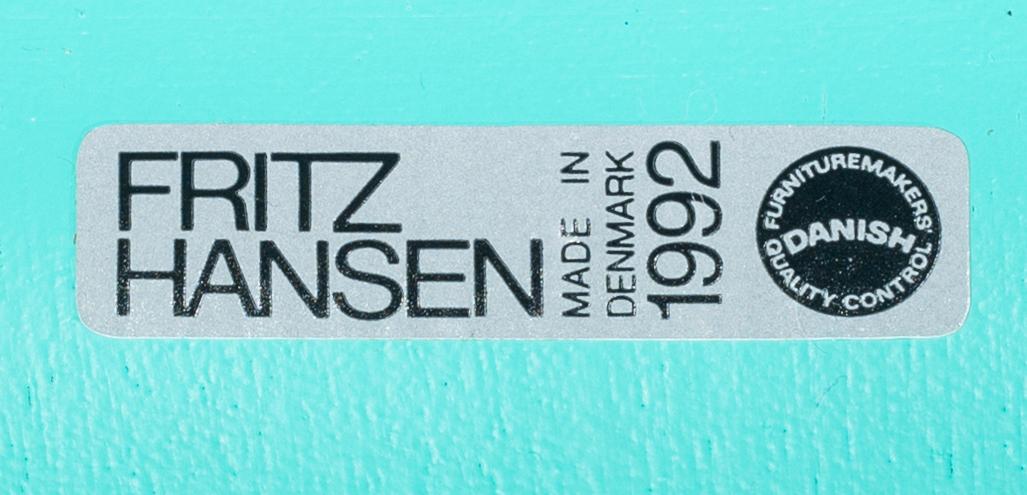 FRITZ
HANSEN
MADE IN
DENMARK
1992
FURNITUREMAKERS'
DANISH
QUALITY CONTROL